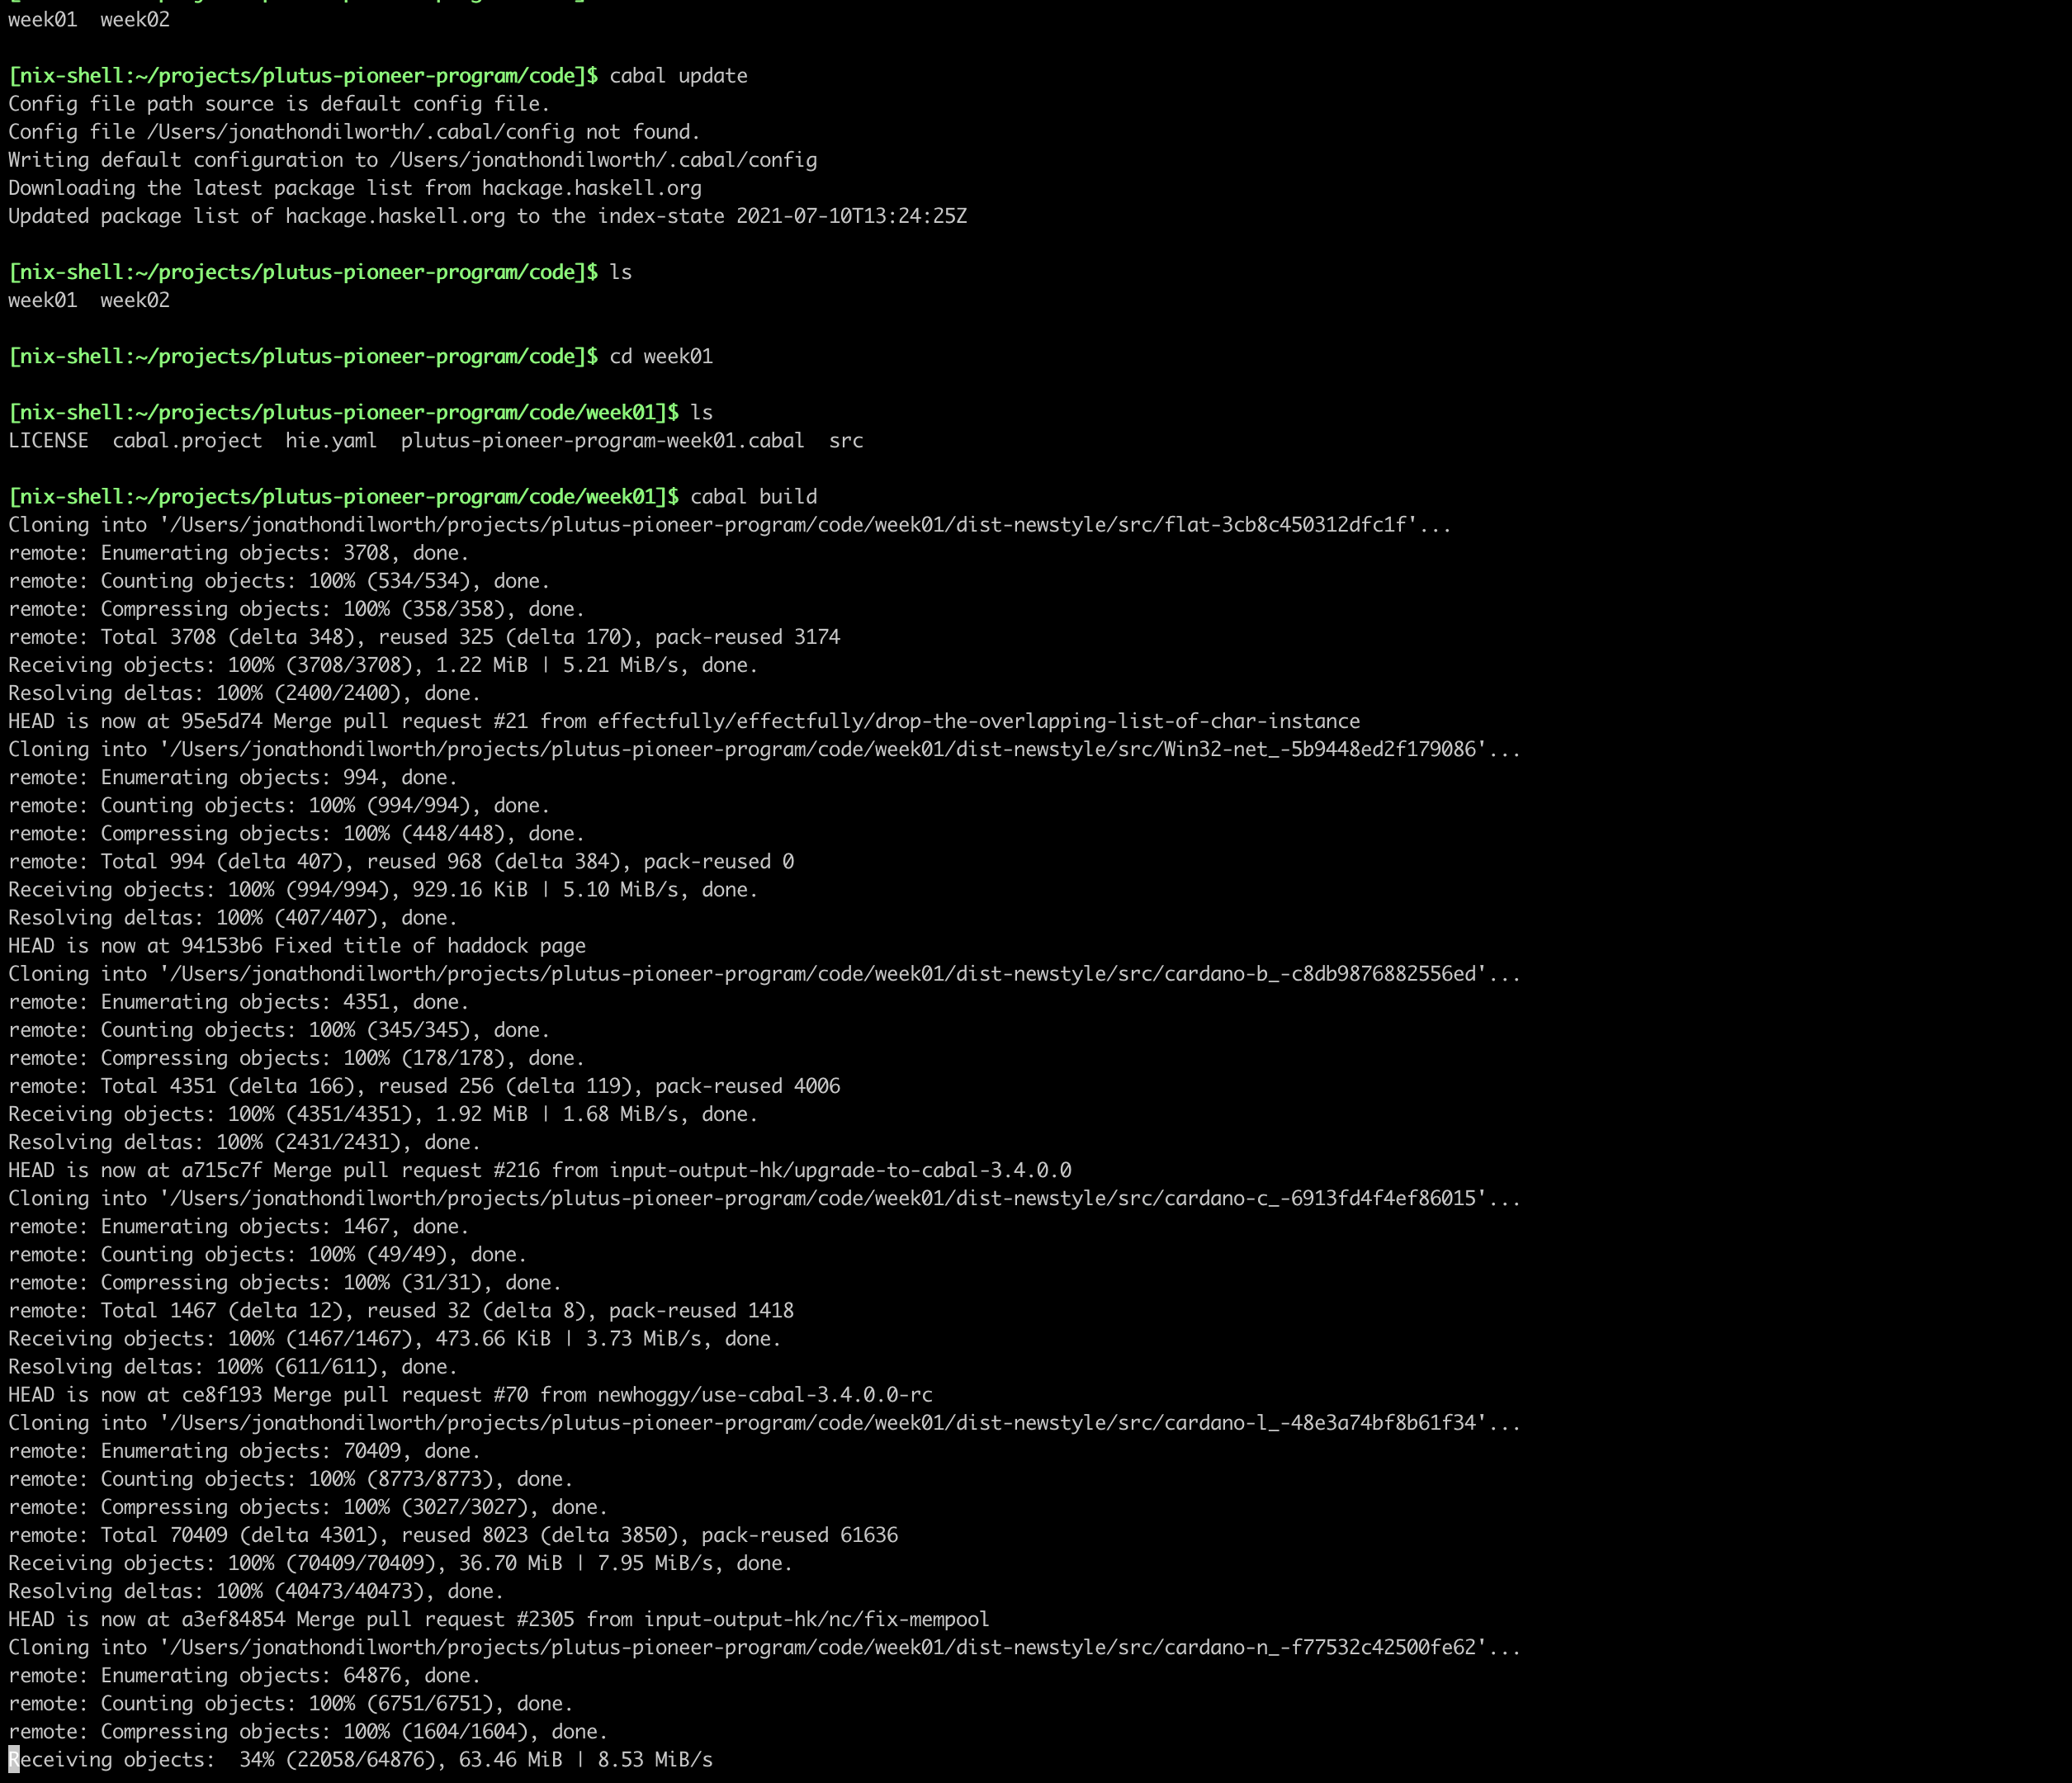 week01  week02
[nix-shell:~/projects/plutus-pioneer-program/code]$ cabal update
Config file path source is default config file.
Config file /Users/jonathondilworth/.cabal/config not found.
Writing default configuration to /Users/jonathondilworth/.cabal/config
Downloading the latest package list from hackage.haskell.org
Updated package list of hackage.haskell.org to the index-state 2021-07-10T13:24:25Z
[nix-shell:~/projects/plutus-pioneer-program/code]$ ls
week01  week02
[nix-shell:~/projects/plutus-pioneer-program/code]$ cd week01
[nix-shell:~/projects/plutus-pioneer-program/code/week01]$ ls
LICENSE  cabal.project  hie.yaml  plutus-pioneer-program-week01.cabal  src
[nix-shell:~/projects/plutus-pioneer-program/code/week01]$ cabal build
Cloning into '/Users/jonathondilworth/projects/plutus-pioneer-program/code/week01/dist-newstyle/src/flat-3cb8c450312dfc1f'...
remote: Enumerating objects: 3708, done.
remote: Counting objects: 100% (534/534), done.
remote: Compressing objects: 100% (358/358), done.
remote: Total 3708 (delta 348), reused 325 (delta 170), pack-reused 3174
Receiving objects: 100% (3708/3708), 1.22 MiB | 5.21 MiB/s, done.
Resolving deltas: 100% (2400/2400), done.
HEAD is now at 95e5d74 Merge pull request #21 from effectfully/effectfully/drop-the-overlapping-list-of-char-instance
Cloning into '/Users/jonathondilworth/projects/plutus-pioneer-program/code/week01/dist-newstyle/src/Win32-net_-5b9448ed2f179086'...
remote: Enumerating objects: 994, done.
remote: Counting objects: 100% (994/994), done.
remote: Compressing objects: 100% (448/448), done.
remote: Total 994 (delta 407), reused 968 (delta 384), pack-reused 0
Receiving objects: 100% (994/994), 929.16 KiB | 5.10 MiB/s, done.
Resolving deltas: 100% (407/407), done.
HEAD is now at 94153b6 Fixed title of haddock page
Cloning into '/Users/jonathondilworth/projects/plutus-pioneer-program/code/week01/dist-newstyle/src/cardano-b_-c8db9876882556ed'...
remote: Enumerating objects: 4351, done.
remote: Counting objects: 100% (345/345), done.
remote: Compressing objects: 100% (178/178), done.
remote: Total 4351 (delta 166), reused 256 (delta 119), pack-reused 4006
Receiving objects: 100% (4351/4351), 1.92 MiB | 1.68 MiB/s, done.
Resolving deltas: 100% (2431/2431), done.
HEAD is now at a715c7f Merge pull request #216 from input-output-hk/upgrade-to-cabal-3.4.0.0
Cloning into '/Users/jonathondilworth/projects/plutus-pioneer-program/code/week01/dist-newstyle/src/cardano-c_-6913fd4f4ef86015'...
remote: Enumerating objects: 1467, done.
remote: Counting objects: 100% (49/49), done.
remote: Compressing objects: 100% (31/31), done.
remote: Total 1467 (delta 12), reused 32 (delta 8), pack-reused 1418
Receiving objects: 100% (1467/1467), 473.66 KiB | 3.73 MiB/s, done.
Resolving deltas: 100% (611/611), done.
HEAD is now at ce8f193 Merge pull request #70 from newhoggy/use-cabal-3.4.0.0-rc
Cloning into '/Users/jonathondilworth/projects/plutus-pioneer-program/code/week01/dist-newstyle/src/cardano-l_-48e3a74bf8b61f34'...
remote: Enumerating objects: 70409, done.
remote: Counting objects: 100% (8773/8773), done.
remote: Compressing objects: 100% (3027/3027), done.
remote: Total 70409 (delta 4301), reused 8023 (delta 3850), pack-reused 61636
Receiving objects: 100% (70409/70409), 36.70 MiB | 7.95 MiB/s, done.
Resolving deltas: 100% (40473/40473), done.
HEAD is now at a3ef84854 Merge pull request #2305 from input-output-hk/nc/fix-mempool
Cloning into '/Users/jonathondilworth/projects/plutus-pioneer-program/code/week01/dist-newstyle/src/cardano-n_-f77532c42500fe62'...
remote: Enumerating objects: 64876, done.
remote: Counting objects: 100% (6751/6751), done.
remote: Compressing objects: 100% (1604/1604), done.
Receiving objects:  34% (22058/64876), 63.46 MiB | 8.53 MiB/s